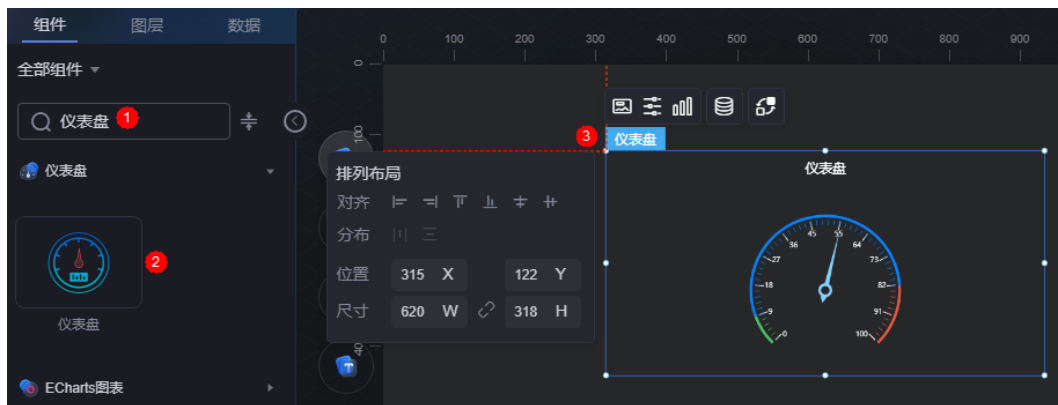 组件 图层 数据
全部组件
仪表盘 1
仪表盘
2
仪表盘
ECharts图表
0 100 200 300 400 500 600 700 800 900
0
100
3 仪表盘
排列布局
对齐
分布
位置 315 X 122 Y
尺寸 620 W 318 H
仪表盘
0 9 18 27 36 45 55 64 73 82 91 100